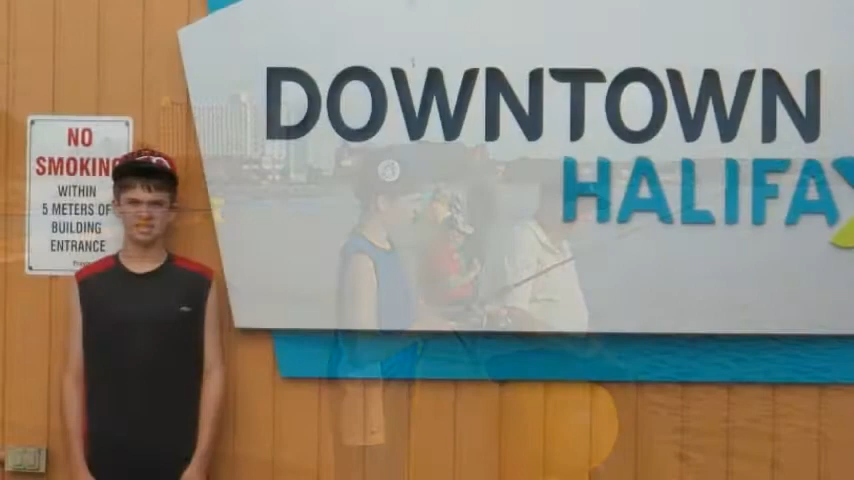 DOWNTOWN
HALIFAX
NO
SMOKING
WITHIN
5 METERS OF
BUILDING
ENTRANCE